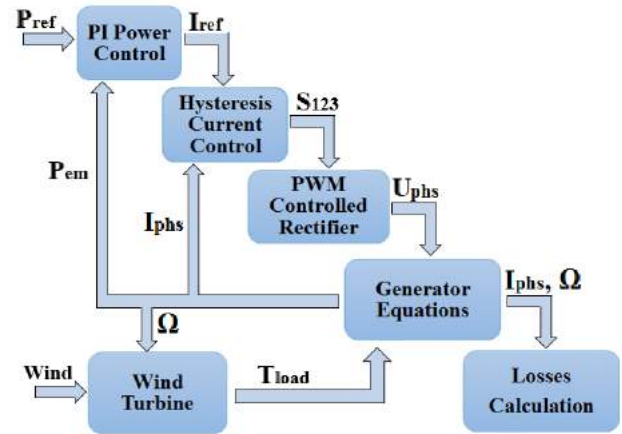 Pref
PI Power
Control
Iref
Hysteresis
Current
Control
S123
Pem
Iphs
PWM
Controlled
Rectifier
Uphs
Generator
Equations
Iphs, Ω
Ω
Wind
Wind
Turbine
Tload
Losses
Calculation